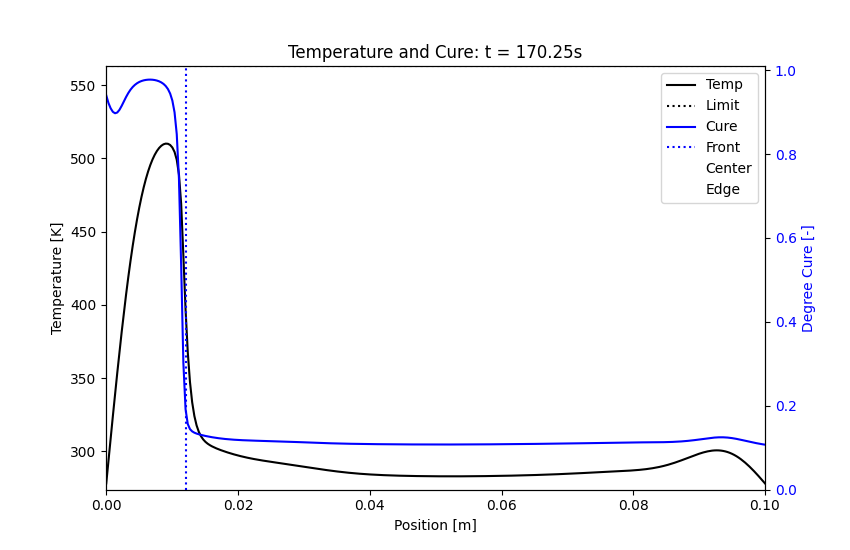 Temperature and Cure: t = 170.25s
Temp
Limit
Cure
Front
Center
Edge
550
500
450
400
350
300
Temperature [K]
1.0
0.8
0.6
0.4
0.2
0.0
Degree Cure [-]
0.00 0.02 0.04 0.06 0.08 0.10
Position [m]